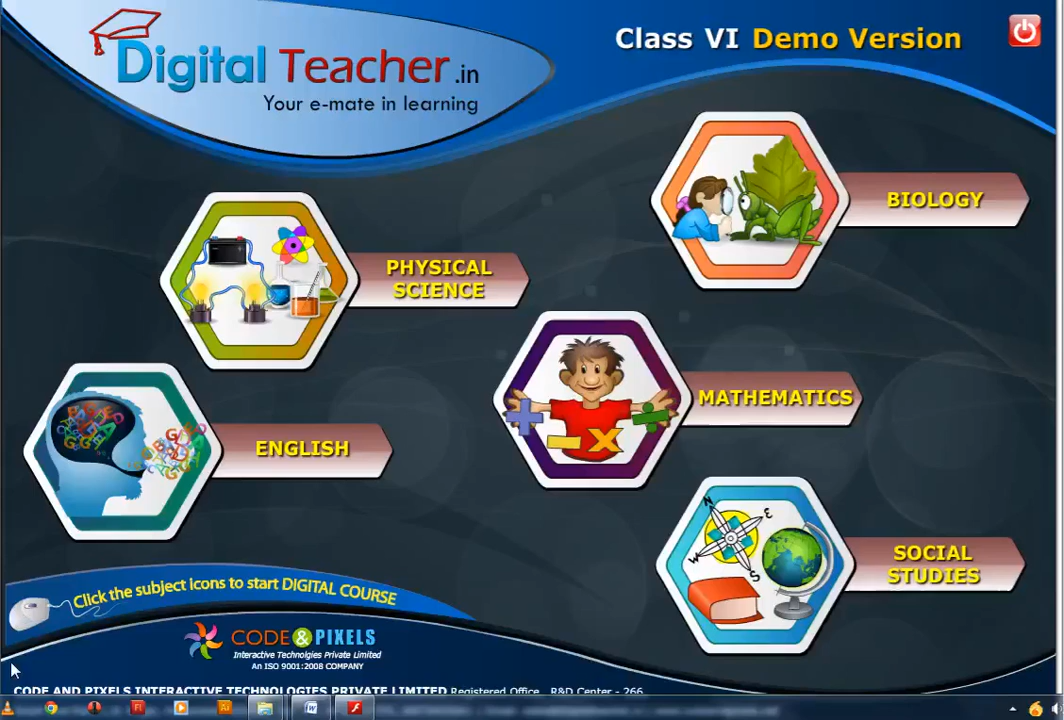 Digital Teacher.in
Your e-mate in learning
Class VI Demo Version
BIOLOGY
PHYSICAL
SCIENCE
MATHEMATICS
ENGLISH
SOCIAL
STUDIES
N
E
W
S
Click the subject icons to start DIGITAL COURSE
CODE & PIXELS
Interactive Technolgies Private Limited
An ISO 9001:2008 COMPANY
CODE AND PIXELS INTERACTIVE TECHNOLOGIES PRIVATE LIMITED Registered Office R&D Center - 266